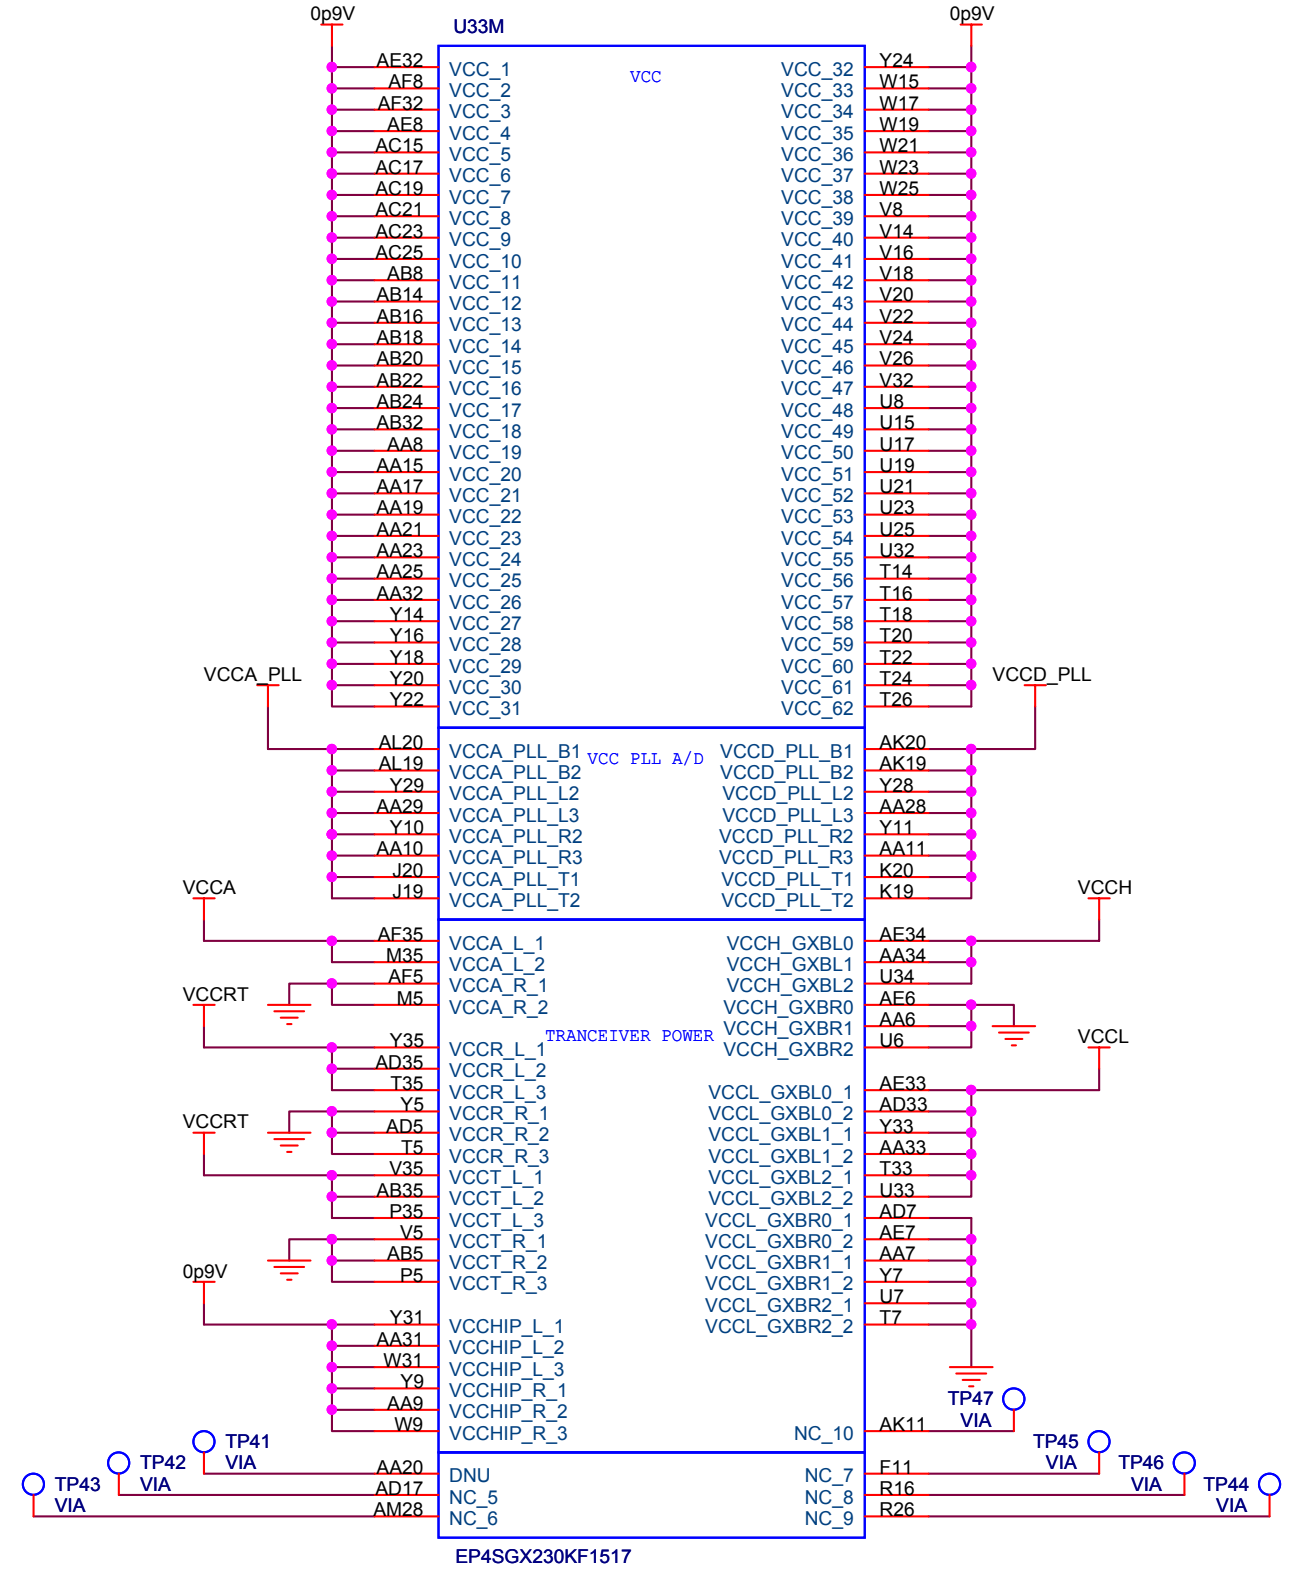 0p9V 0p9V
U33M
VCC
AE32 VCC_1 VCC_32 Y24
AF8 VCC_2 VCC_33 W15
AF32 VCC_3 VCC_34 W17
AE8 VCC_4 VCC_35 W19
AC15 VCC_5 VCC_36 W21
AC17 VCC_6 VCC_37 W23
AC19 VCC_7 VCC_38 W25
AC21 VCC_8 VCC_39 V8
AC23 VCC_9 VCC_40 V14
AC25 VCC_10 VCC_41 V16
AB8 VCC_11 VCC_42 V18
AB14 VCC_12 VCC_43 V20
AB16 VCC_13 VCC_44 V22
AB18 VCC_14 VCC_45 V24
AB20 VCC_15 VCC_46 V26
AB22 VCC_16 VCC_47 V32
AB24 VCC_17 VCC_48 U8
AB32 VCC_18 VCC_49 U15
AA8 VCC_19 VCC_50 U17
AA15 VCC_20 VCC_51 U19
AA17 VCC_21 VCC_52 U21
AA19 VCC_22 VCC_53 U23
AA21 VCC_23 VCC_54 U25
AA23 VCC_24 VCC_55 U32
AA25 VCC_25 VCC_56 T14
AA32 VCC_26 VCC_57 T16
Y14 VCC_27 VCC_58 T18
Y16 VCC_28 VCC_59 T20
Y18 VCC_29 VCC_60 T22
VCCA_PLL VCCD_PLL
Y20 VCC_30 VCC_61 T24
Y22 VCC_31 VCC_62 T26
VCC PLL A/D
AL20 VCCA_PLL_B1 VCCD_PLL_B1 AK20
AL19 VCCA_PLL_B2 VCCD_PLL_B2 AK19
Y29 VCCA_PLL_L2 VCCD_PLL_L2 Y28
AA29 VCCA_PLL_L3 VCCD_PLL_L3 AA28
Y10 VCCA_PLL_R2 VCCD_PLL_R2 Y11
AA10 VCCA_PLL_R3 VCCD_PLL_R3 AA11
J20 VCCA_PLL_T1 VCCD_PLL_T1 K20
J19 VCCA_PLL_T2 VCCD_PLL_T2 K19
VCCA VCCH
AF35 VCCA_L_1 VCCH_GXBL0 AE34
M35 VCCA_L_2 VCCH_GXBL1 AA34
AF5 VCCA_R_1 VCCH_GXBL2 U34
VCCRT
M5 VCCA_R_2 VCCH_GXBR0 AE6
VCCH_GXBR1 AA6
TRANCEIVER POWER
VCCL
Y35 VCCR_L_1 VCCH_GXBR2 U6
AD35 VCCR_L_2
T35 VCCR_L_3 VCCL_GXBL0_1 AE33
Y5 VCCR_R_1 VCCL_GXBL0_2 AD33
VCCRT
AD5 VCCR_R_2 VCCL_GXBL1_1 Y33
T5 VCCR_R_3 VCCL_GXBL1_2 AA33
V35 VCCT_L_1 VCCL_GXBL2_1 T33
AB35 VCCT_L_2 VCCL_GXBL2_2 U33
P35 VCCT_L_3 VCCL_GXBR0_1 AD7
V5 VCCT_R_1 VCCL_GXBR0_2 AE7
AB5 VCCT_R_2 VCCL_GXBR1_1 AA7
0p9V
P5 VCCT_R_3 VCCL_GXBR1_2 Y7
VCCL_GXBR2_1 U7
Y31 VCCHIP_L_1 VCCL_GXBR2_2 T7
AA31 VCCHIP_L_2
W31 VCCHIP_L_3
Y9 VCCHIP_R_1
AA9 VCCHIP_R_2
W9 VCCHIP_R_3 NC_10 AK11
TP47
VIA
TP41
VIA
TP42
VIA
TP43
VIA
TP45
VIA
TP46
VIA
TP44
VIA
AA20 DNU NC_7 F11
AD17 NC_5 NC_8 R16
AM28 NC_6 NC_9 R26
EP4SGX230KF1517